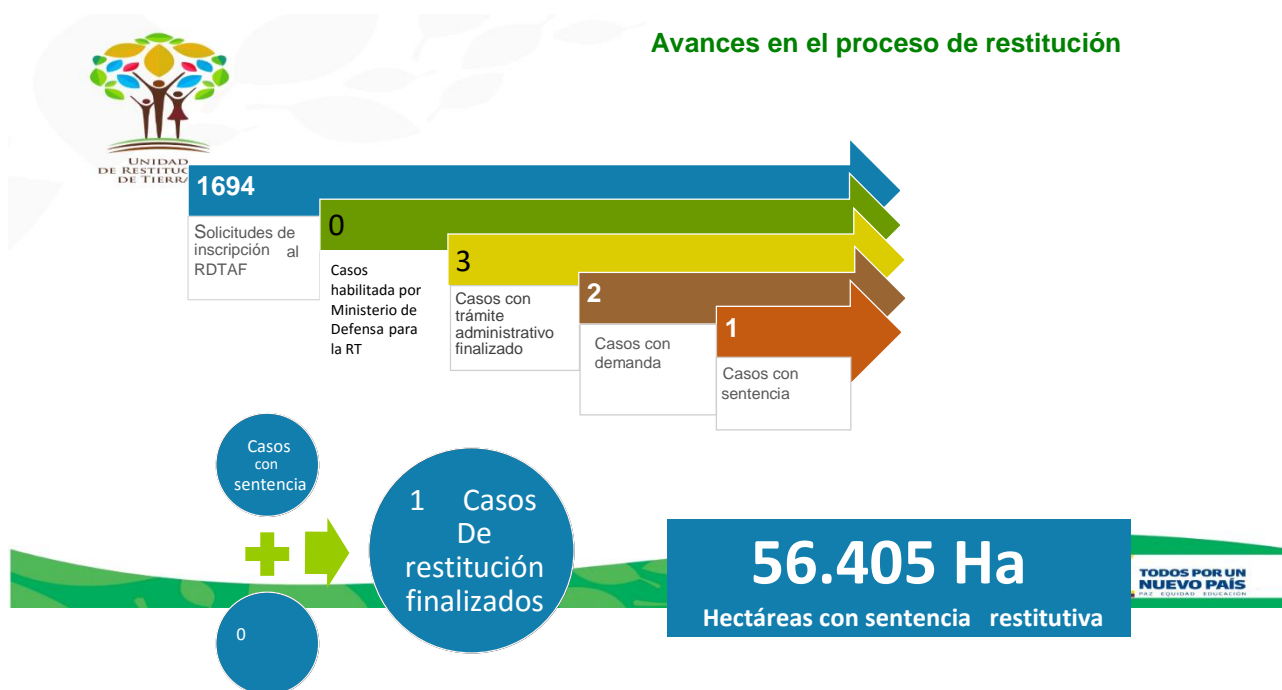 Avances en el proceso de restitución
UNIDAD
DE RESTITUC
DE TIERRA
1694
Solicitudes de
inscripción al
RDTAF
0
Casos
habilitada por
Ministerio de
Defensa para
la RT
3
Casos con
trámite
administrativo
finalizado
2
Casos con
demanda
1
Casos con
sentencia
Casos
con
sentencia
0
1 Casos
De
restitución
finalizados
56.405 Ha
Hectáreas con sentencia restitutiva
TODOS POR UN
NUEVO PAÍS
PAZ EQUIDAD EDUCACIÓN